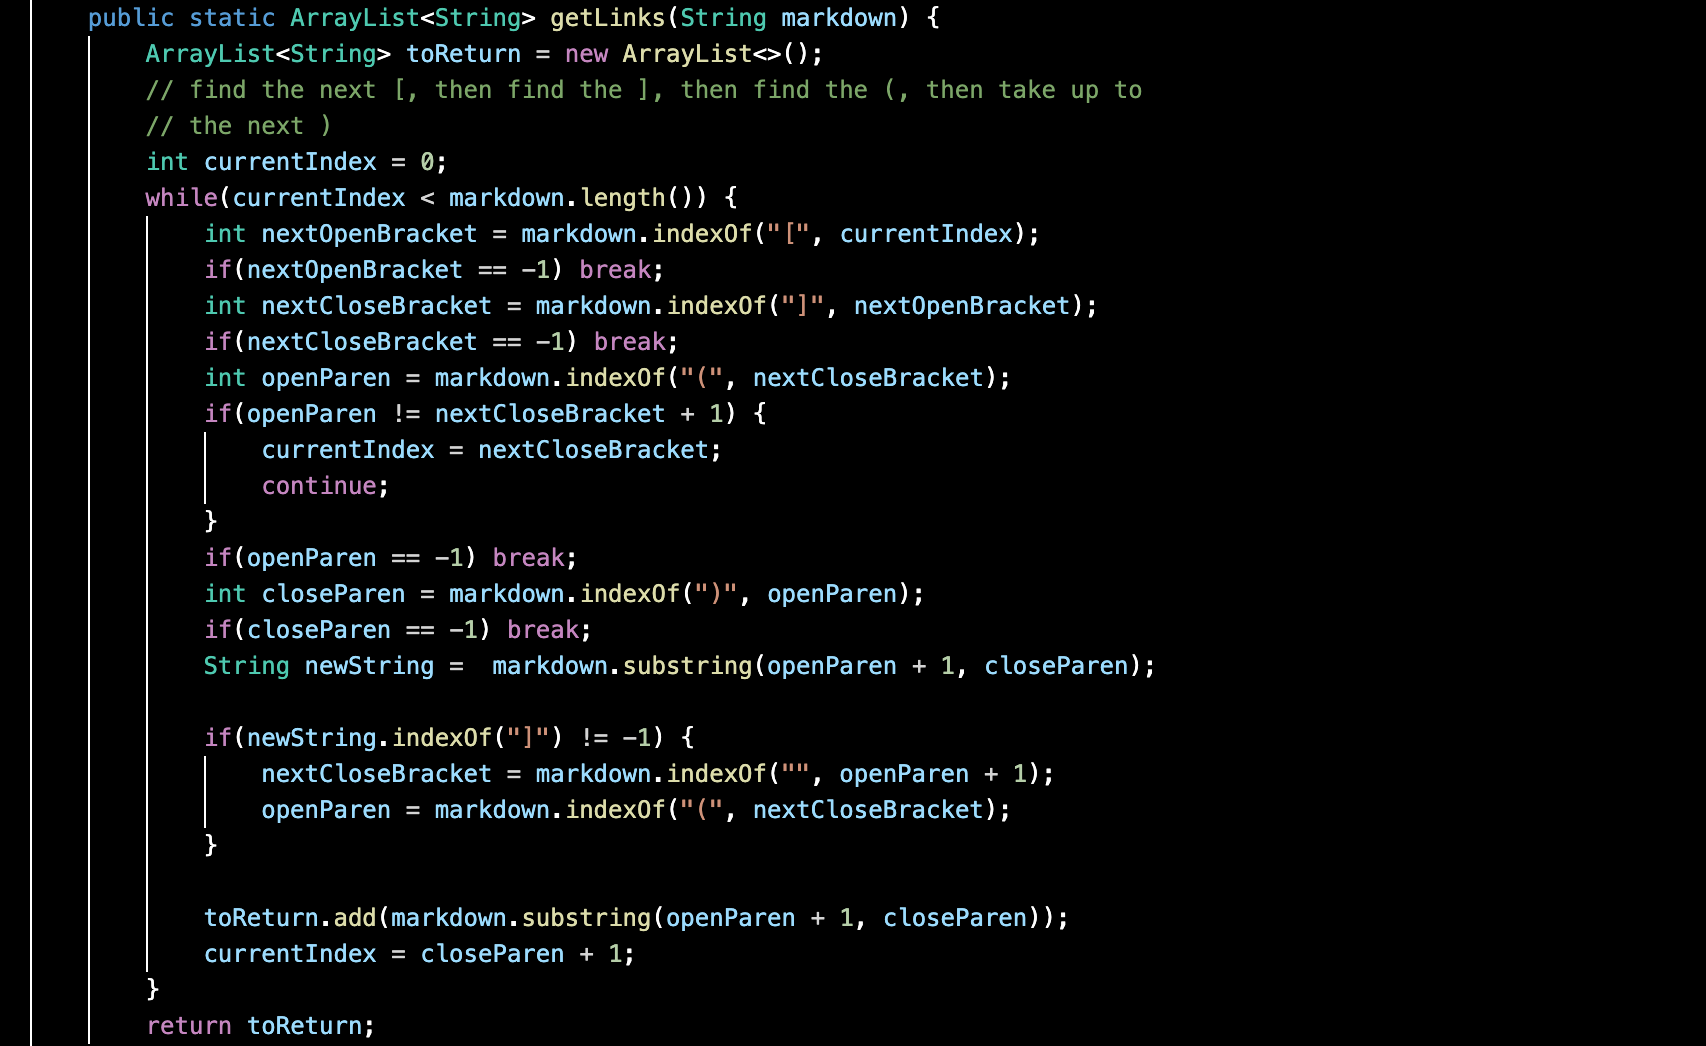 public static ArrayList<String> getLinks(String markdown) {
ArrayList<String> toReturn = new ArrayList<>();
// find the next [, then find the ], then find the (, then take up to
// the next )
int currentIndex = 0;
while(currentIndex < markdown.length()) {
int nextOpenBracket = markdown.indexOf("[", currentIndex);
if(nextOpenBracket == -1) break;
int nextCloseBracket = markdown.indexOf("]", nextOpenBracket);
if(nextCloseBracket == -1) break;
int openParen = markdown.indexOf("(", nextCloseBracket);
if(openParen != nextCloseBracket + 1) {
currentIndex = nextCloseBracket;
continue;
}
if(openParen == -1) break;
int closeParen = markdown.indexOf(")", openParen);
if(closeParen == -1) break;
String newString =  markdown.substring(openParen + 1, closeParen);
if(newString.indexOf("]") != -1) {
nextCloseBracket = markdown.indexOf("", openParen + 1);
openParen = markdown.indexOf("(", nextCloseBracket);
}
toReturn.add(markdown.substring(openParen + 1, closeParen));
currentIndex = closeParen + 1;
}
return toReturn;